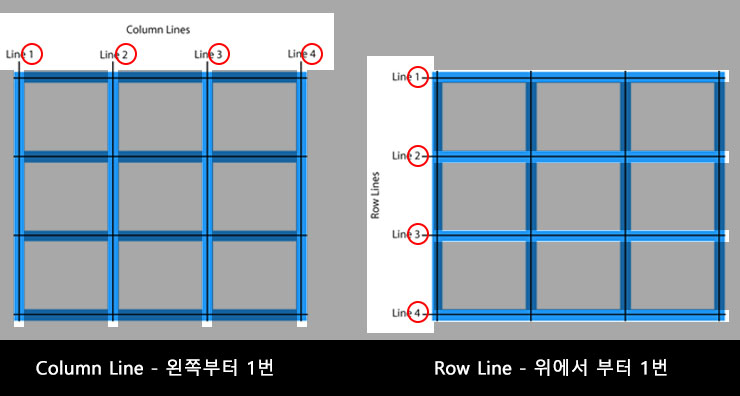 Column Lines
Line 1 Line 2 Line 3 Line 4
Row Lines
Line 1
Line 2
Line 3
Line 4
Column Line - 왼쪽부터 1번
Row Line - 위에서 부터 1번